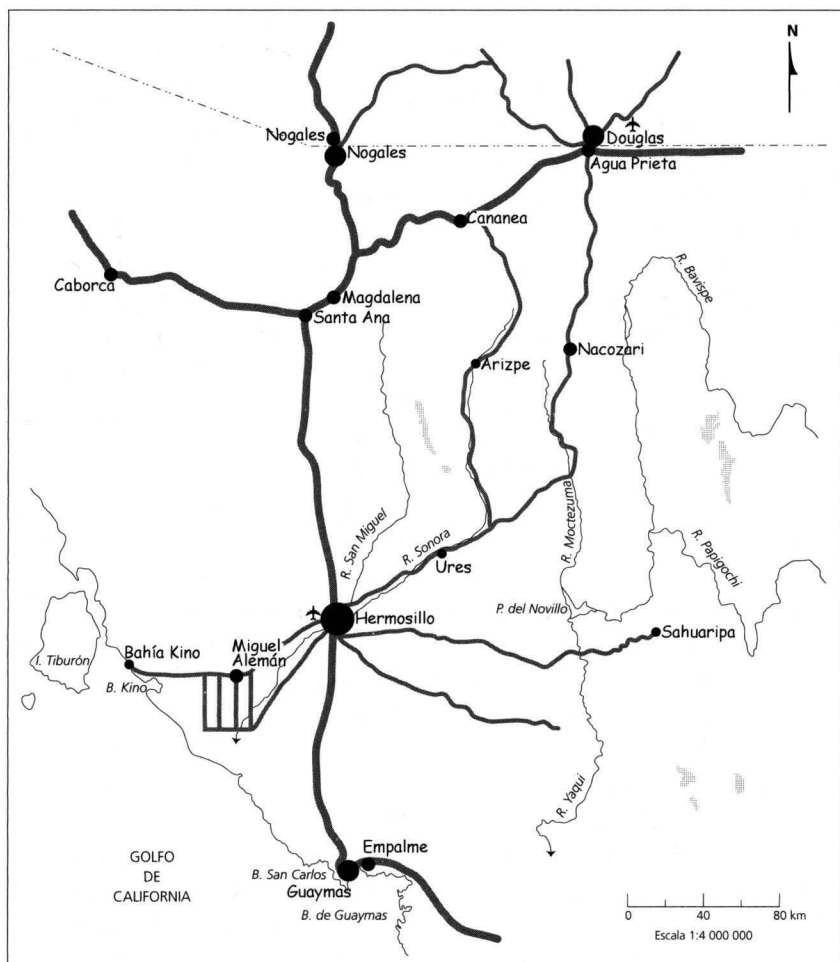 N
Nogales
Nogales
Douglas
Agua Prieta
Cananea
R. Bavispe
Caborca
Magdalena
Santa Ana
Nacozari
Arizpe
R. San Miguel
R. Sonora
R. Moctezuma
R. Papigochi
Ures
P. del Novillo
Hermosillo
Sahuaripa
I. Tiburón
Bahía Kino
Miguel
Alemán
B. Kino
R. Yaqui
Empalme
GOLFO
DE
CALIFORNIA
B. San Carlos
Guaymas
B. de Guaymas
0 40 80 km
Escala 1:4 000 000